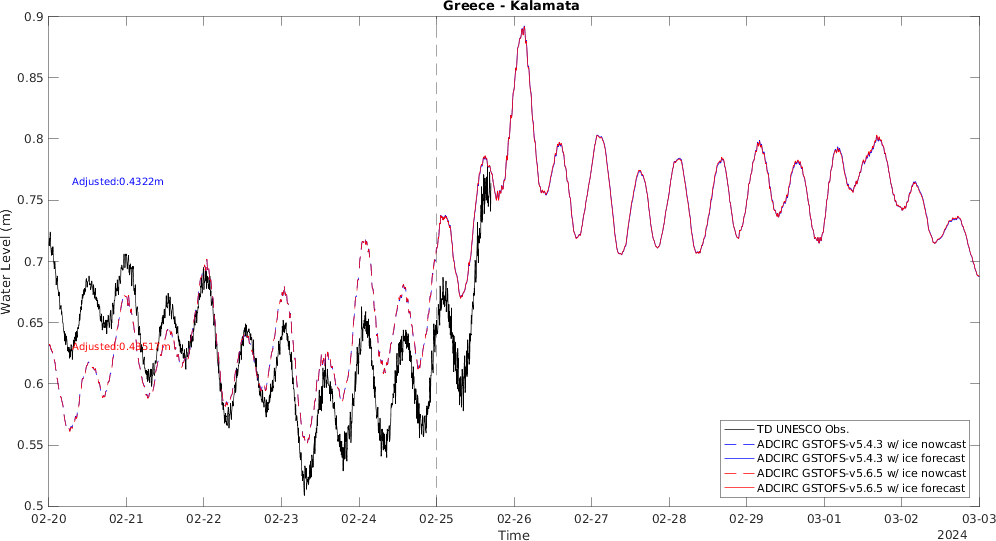 Greece - Kalamata
0.9
0.85
0.8
0.75
0.7
0.65
0.6
0.55
0.5
Water Level (m)
Adjusted:0.4322m
TD UNESCO Obs.
ADCIRC GSTOFS-v5.4.3 w/ ice nowcast
ADCIRC GSTOFS-v5.4.3 w/ ice forecast
ADCIRC GSTOFS-v5.6.5 w/ ice nowcast
ADCIRC GSTOFS-v5.6.5 w/ ice forecast
02-20 02-21 02-22 02-23 02-24 02-25 02-26 02-27 02-28 02-29 03-01 03-02 03-03
Time
2024